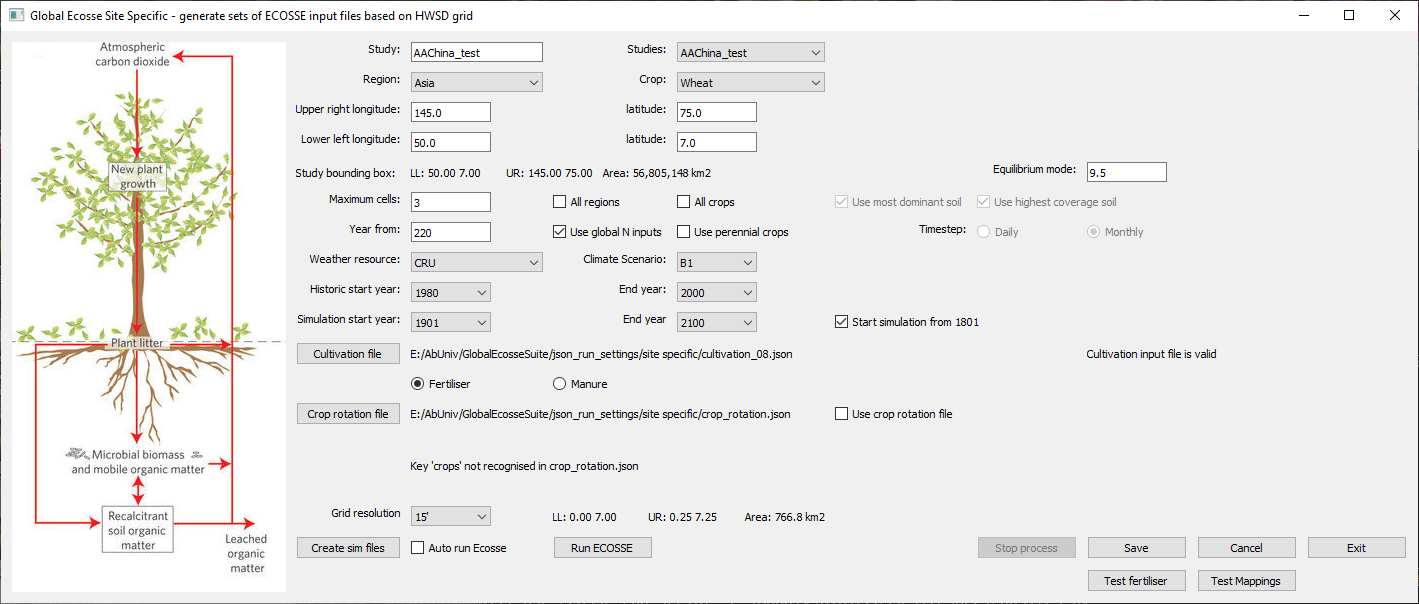 Global Ecosse Site Specific - generate sets of ECOSSE input files based on HWSD grid
Atmospheric
carbon dioxide
New plant
growth
Plant litter
Microbial biomass
and mobile organic matter
Recalcitrant
soil organic
matter
Leached
organic
matter
Study: AAChina_test Studies: AAChina_test
Region: Asia Crop: Wheat
Upper right longitude: 145.0 latitude: 75.0
Lower left longitude: 50.0 latitude: 7.0
Study bounding box: LL: 50.00 7.00 UR: 145.00 75.00 Area: 56,805,148 km2 Equilibrium mode: 9.5
Maximum cells: 3 All regions All crops Use most dominant soil Use highest coverage soil
Year from: 220 Use global N inputs Use perennial crops Timestep: Daily Monthly
Weather resource: CRU Climate Scenario: B1
Historic start year: 1980 End year: 2000
Simulation start year: 1901 End year 2100 Start simulation from 1801
Cultivation file E:/AbUniv/GlobalEcosseSuite/json_run_settings/site specific/cultivation_08.json Cultivation input file is valid
Fertiliser Manure
Crop rotation file E:/AbUniv/GlobalEcosseSuite/json_run_settings/site specific/crop_rotation.json Use crop rotation file
Key 'crops' not recognised in crop_rotation.json
Grid resolution 15' LL: 0.00 7.00 UR: 0.25 7.25 Area: 766.8 km2
Create sim files Auto run Ecosse Run ECOSSE Stop process Save Cancel Exit
Test fertiliser Test Mappings